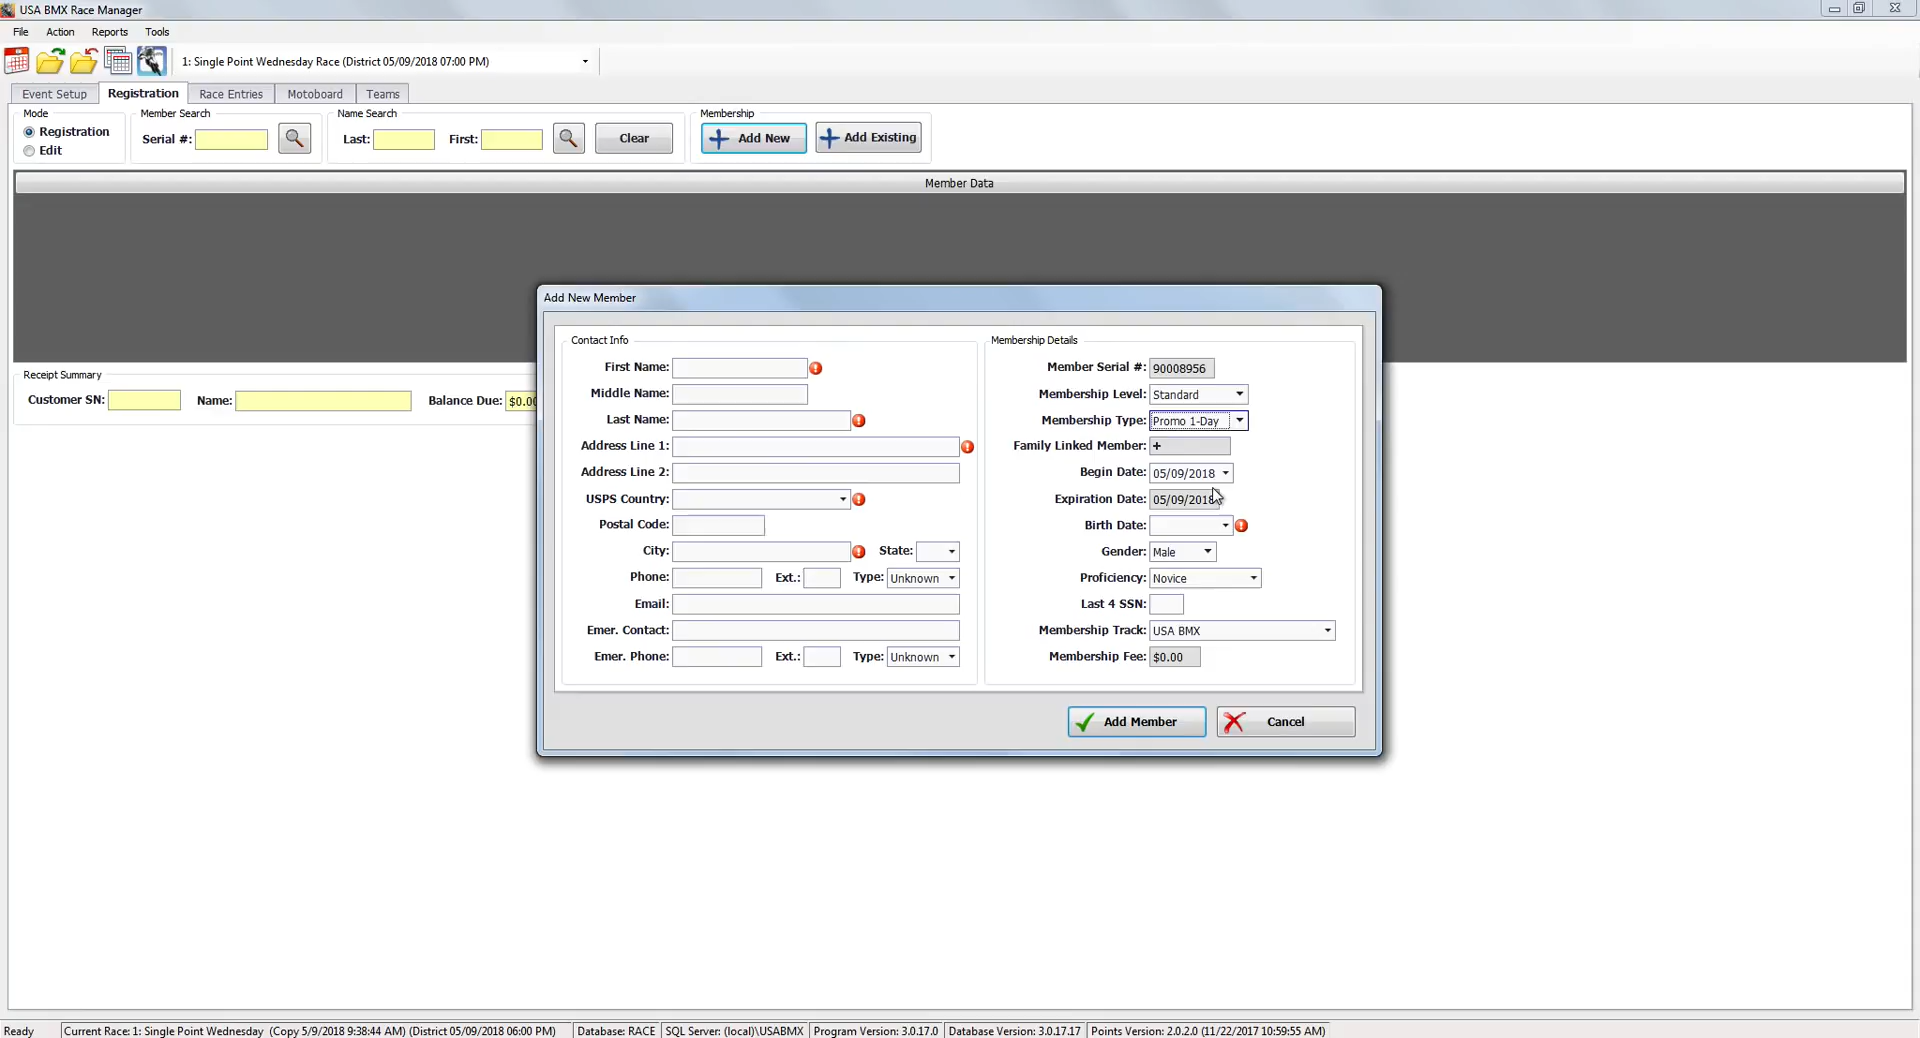 USA BMX Race Manager
File Action Reports Tools
1: Single Point Wednesday Race (District 05/09/2018 07:00 PM)
Event Setup Registration Race Entries Motoboard Teams
Mode Member Search Name Search Membership
Registration
Edit
Serial #: Last: First: Clear Add New Add Existing
Member Data
Receipt Summary
Customer SN: Name: Balance Due: $0.00
Add New Member
Contact Info
First Name:
Middle Name:
Last Name:
Address Line 1:
Address Line 2:
USPS Country:
Postal Code:
City: State:
Phone: Ext.: Type: Unknown
Email:
Emer. Contact:
Emer. Phone: Ext.: Type: Unknown
Membership Details
Member Serial #: 90008956
Membership Level: Standard
Membership Type: Promo 1-Day
Family Linked Member: +
Begin Date: 05/09/2018
Expiration Date: 05/09/2018
Birth Date:
Gender: Male
Proficiency: Novice
Last 4 SSN:
Membership Track: USA BMX
Membership Fee: $0.00
Add Member Cancel
Ready Current Race: 1: Single Point Wednesday (Copy 5/9/2018 9:38:44 AM) (District 05/09/2018 06:00 PM) Database: RACE SQL Server: (local)\USABMX Program Version: 3.0.17.0 Database Version: 3.0.17.17 Points Version: 2.0.2.0 (11/22/2017 10:59:55 AM)